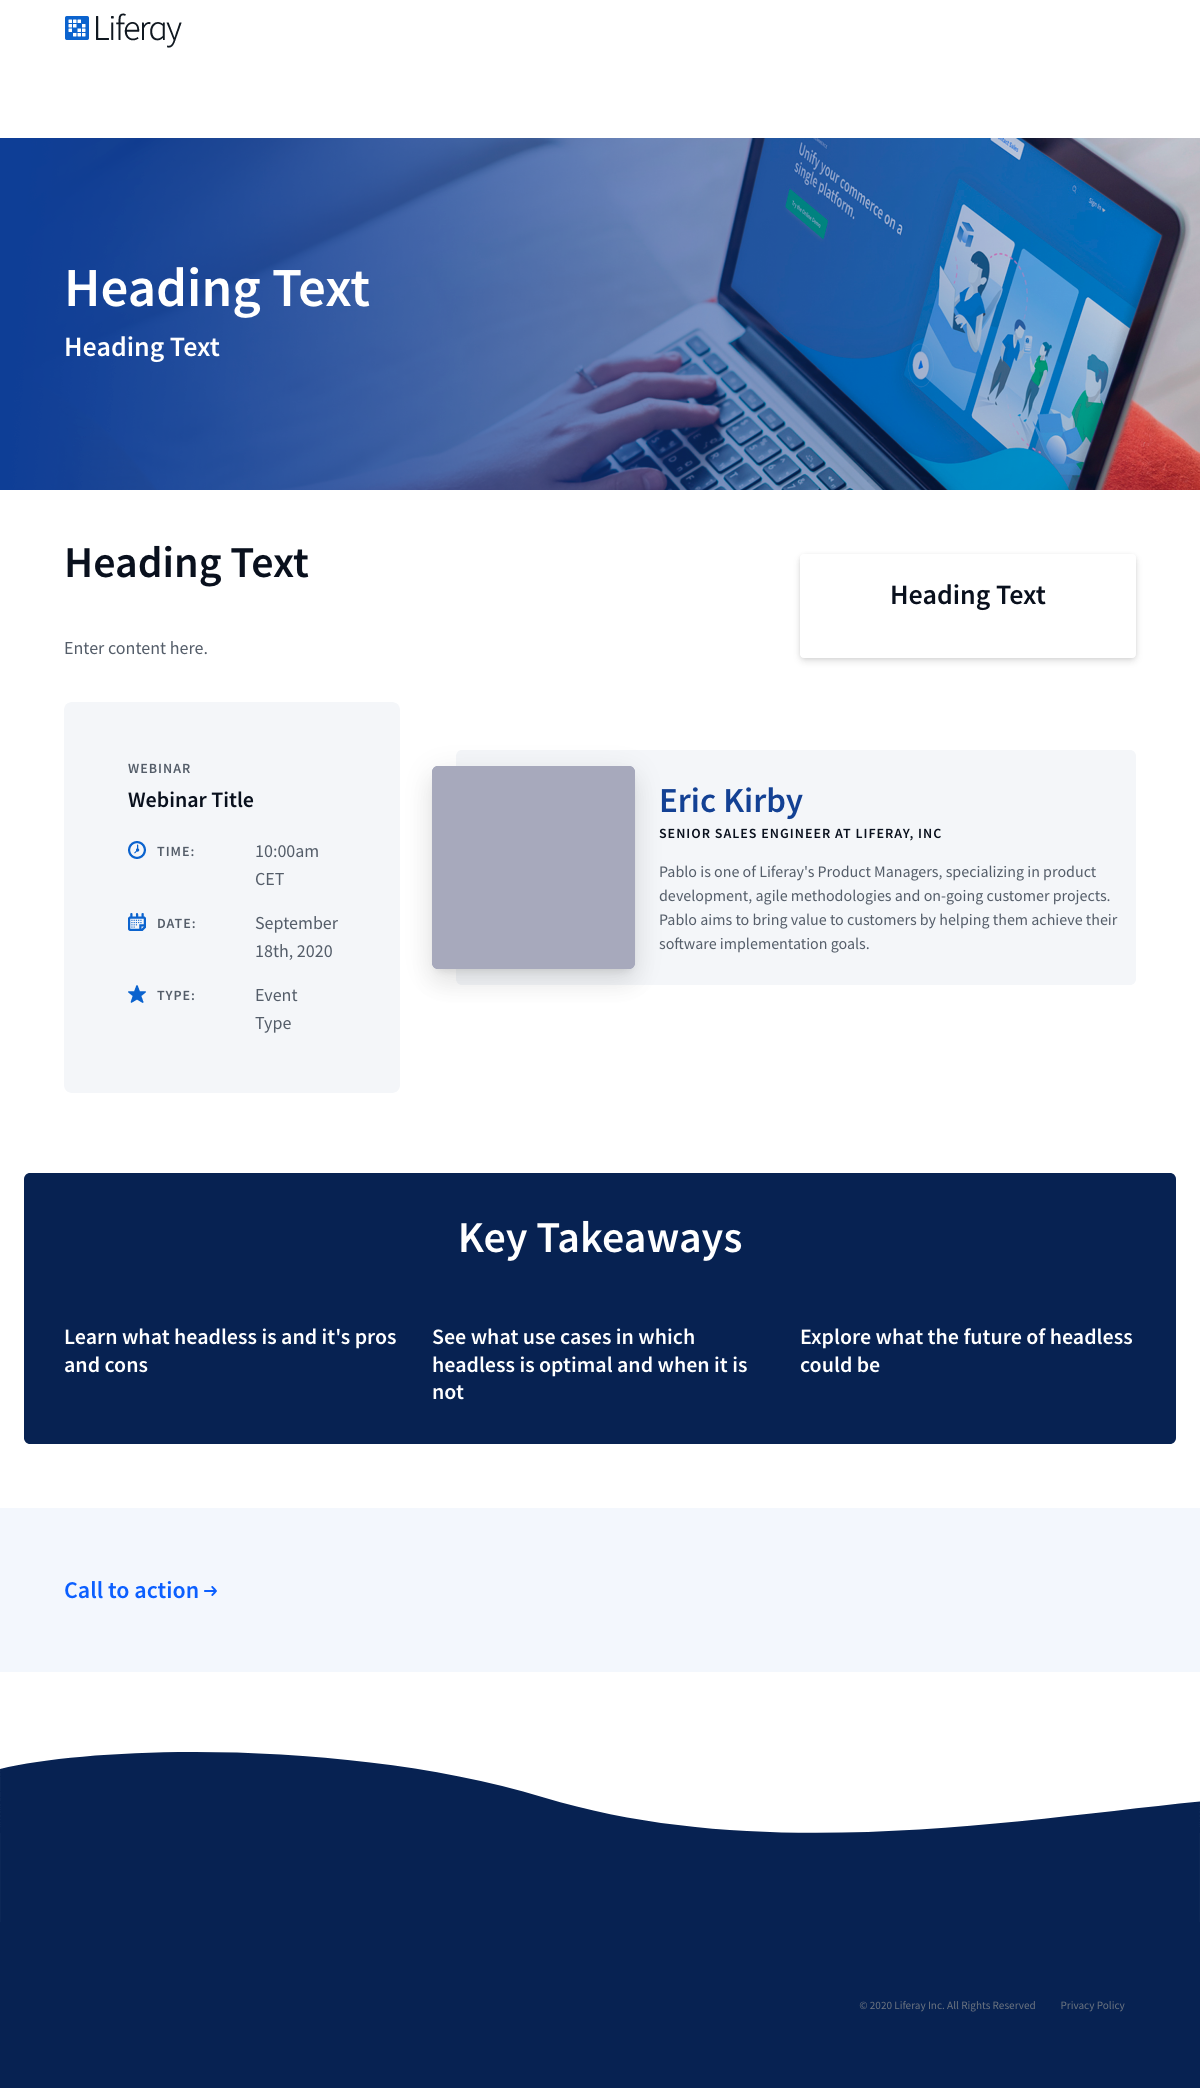 Liferay
Unify your commerce on a
single platform.
Sign In
Heading Text
Heading Text
Heading Text
Heading Text
Enter content here.
WEBINAR
Webinar Title
TIME: 10:00am
CET
DATE: September
18th, 2020
TYPE: Event
Type
Eric Kirby
SENIOR SALES ENGINEER AT LIFERAY, INC
Pablo is one of Liferay's Product Managers, specializing in product
development, agile methodologies and on-going customer projects.
Pablo aims to bring value to customers by helping them achieve their
software implementation goals.
Key Takeaways
Learn what headless is and it's pros
and cons
See what use cases in which
headless is optimal and when it is
not
Explore what the future of headless
could be
Call to action →
© 2020 Liferay Inc. All Rights Reserved Privacy Policy